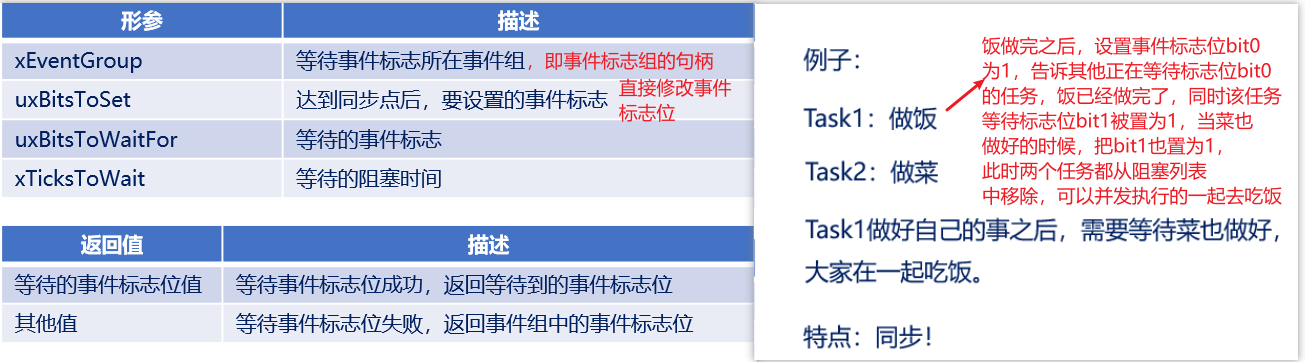 形参 描述
xEventGroup 等待事件标志所在事件组，即事件标志组的句柄
uxBitsToSet 达到同步点后，要设置的事件标志 直接修改事件
标志位
uxBitsToWaitFor 等待的事件标志
xTicksToWait 等待的阻塞时间
返回值 描述
等待的事件标志位值 等待事件标志位成功，返回等待到的事件标志位
其他值 等待事件标志位失败，返回事件组中的事件标志位
例子：
Task1：做饭
Task2：做菜
饭做完之后，设置事件标志位bit0
为1，告诉其他正在等待标志位bit0
的任务，饭已经做完了，同时该任务
等待标志位bit1被置为1，当菜也
做好的时候，把bit1也置为1，
此时两个任务都从阻塞列表
中移除，可以并发执行的一起去吃饭
Task1做好自己的事之后，需要等待菜也做好，
大家在一起吃饭。
特点：同步！